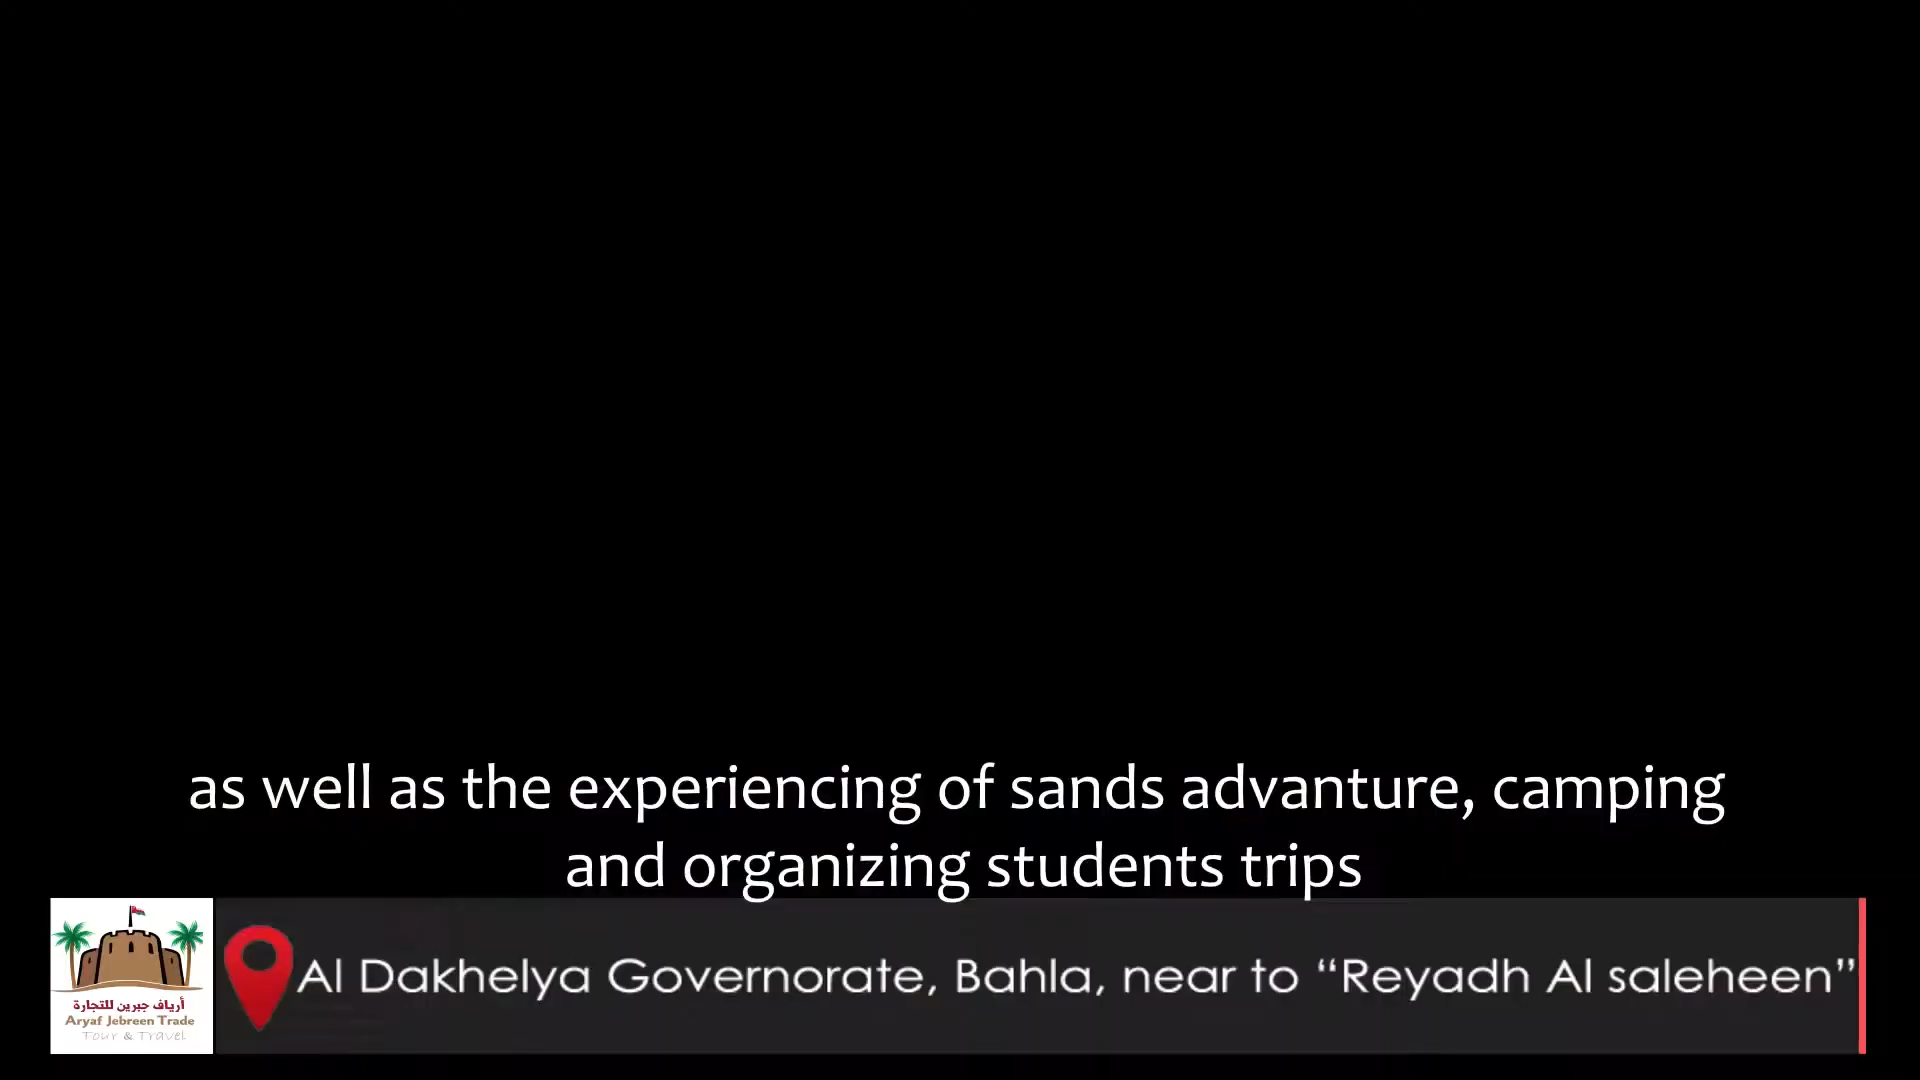 as well as the experiencing of sands advanture, camping
and organizing students trips
Al Dakhelya Governorate, Bahla, near to “Reyadh Al saleheen”
أرياف جبرين للتجارة
Aryaf Jebreen Trade
Tour & Travel